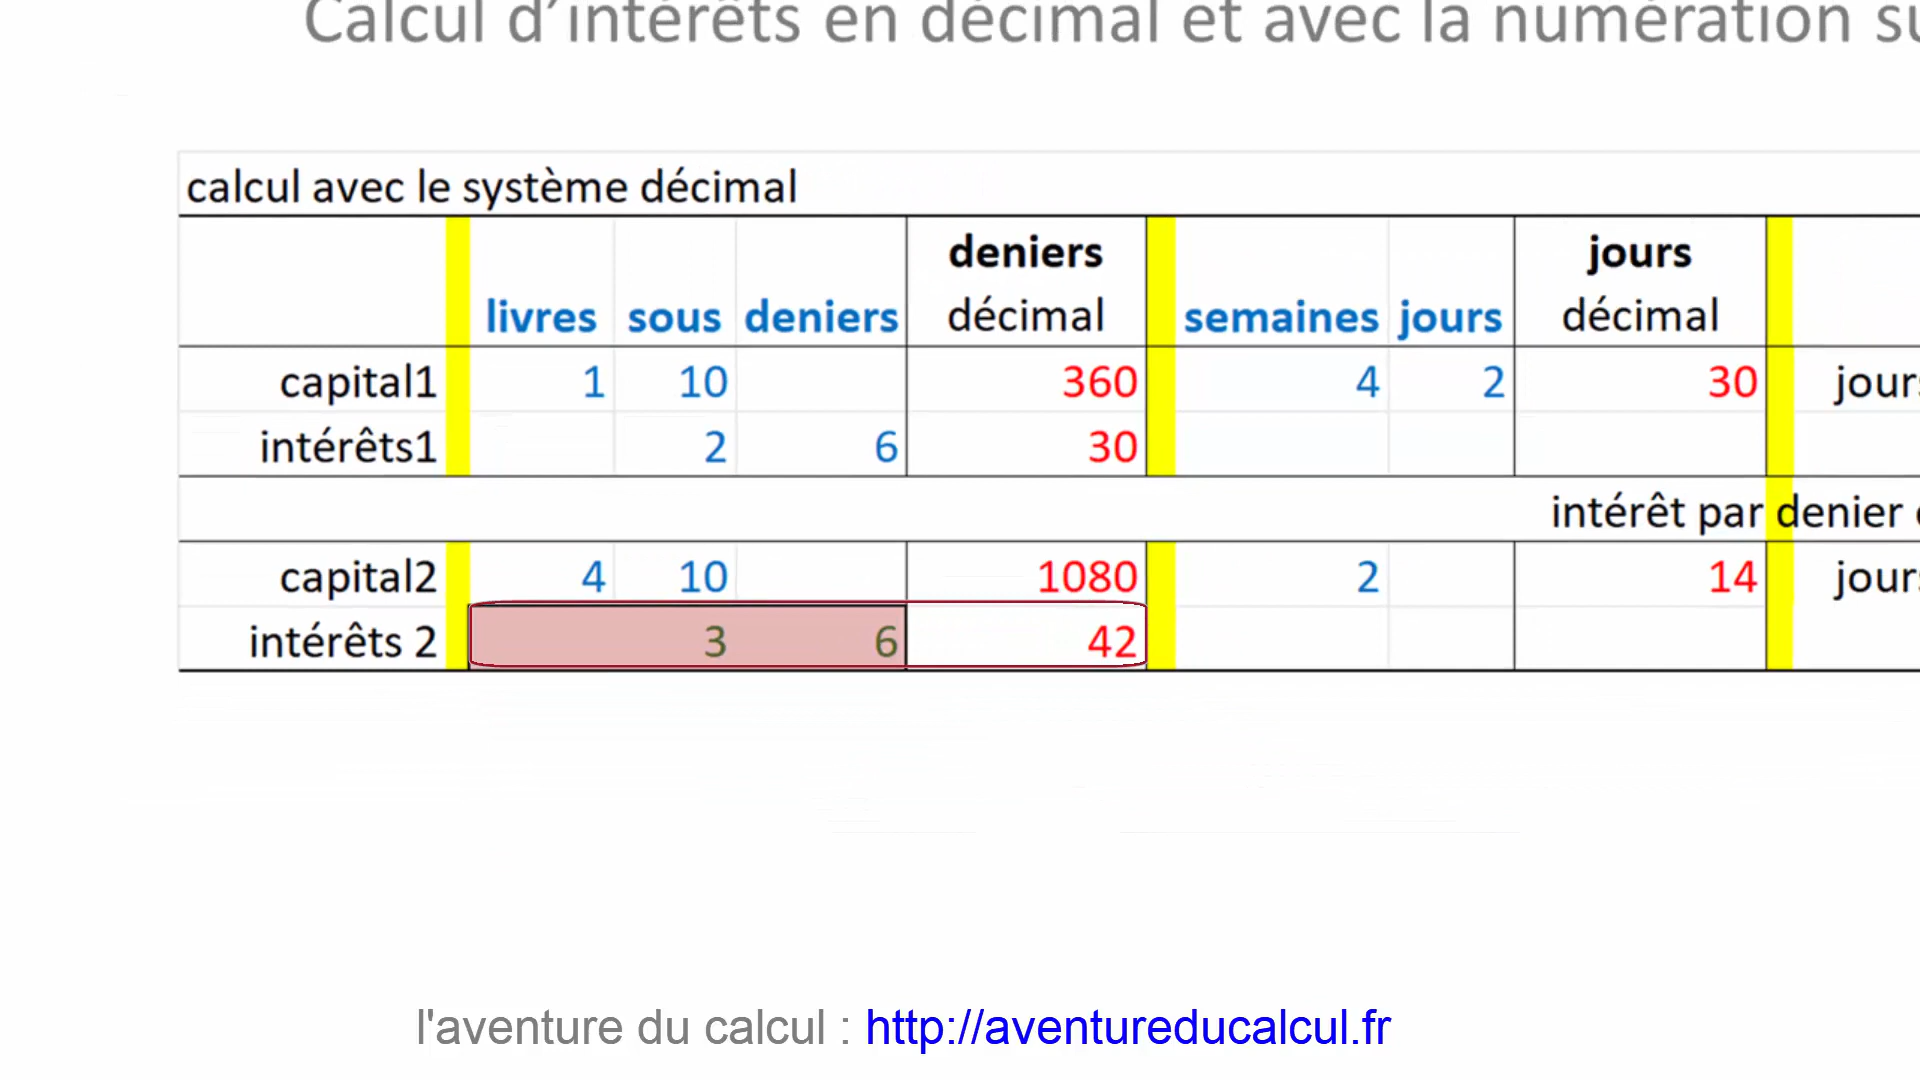 Calcul d'intérêts en décimal et avec la numération
calcul avec le système décimal
deniers jours
livres sous deniers décimal semaines jours décimal
capital1 1 10 360 4 2 30
intérêts1 2 6 30
intérêt par denier
capital2 4 10 1080 2 14
intérêts 2 3 6 42
l'aventure du calcul : http://aventureducalcul.fr